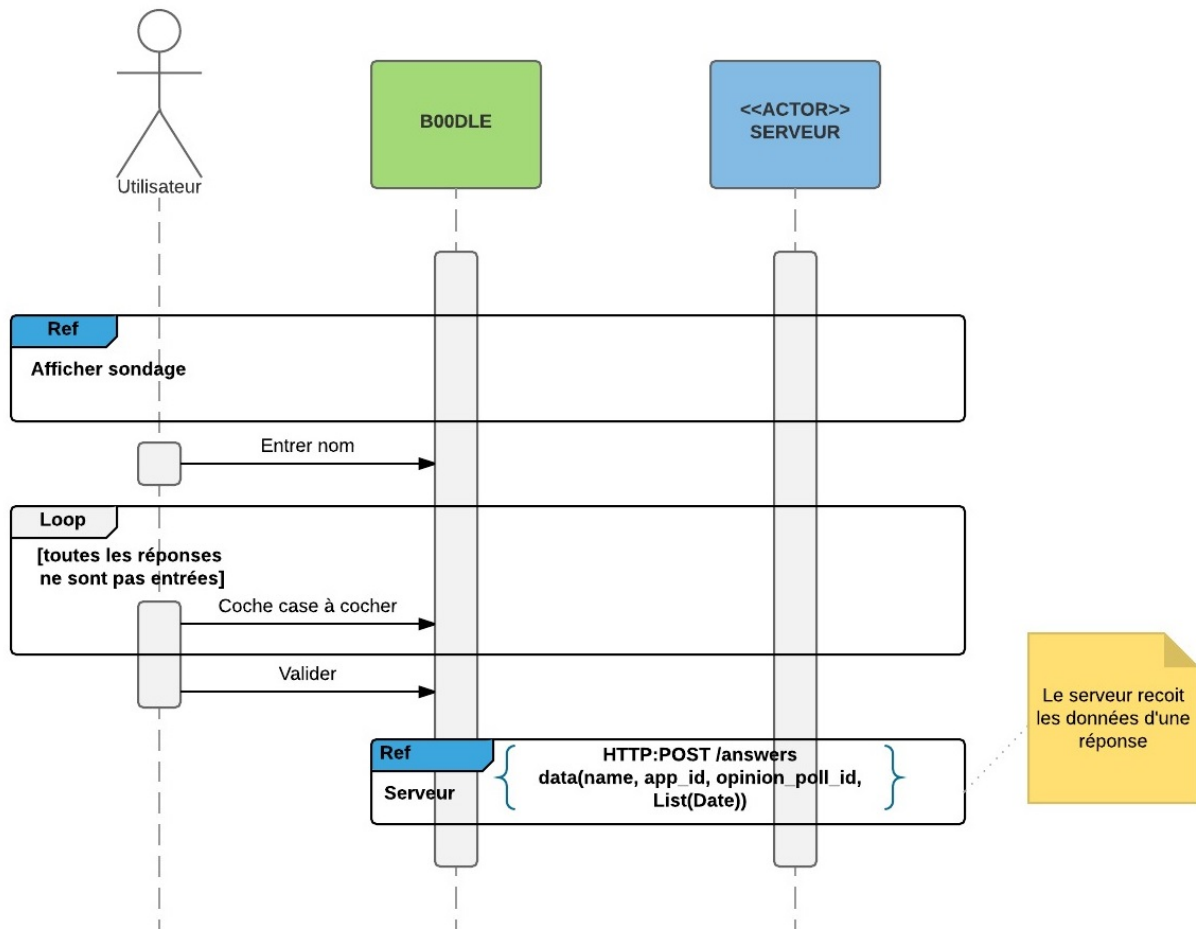 Utilisateur
B00DLE
<<ACTOR>>
SERVEUR
Ref
Afficher sondage
Entrer nom
Loop
[toutes les réponses
ne sont pas entrées]
Coche case à cocher
Valider
Ref
Serveur
HTTP:POST /answers
data(name, app_id, opinion_poll_id,
List(Date))
Le serveur recoit
les données d'une
réponse